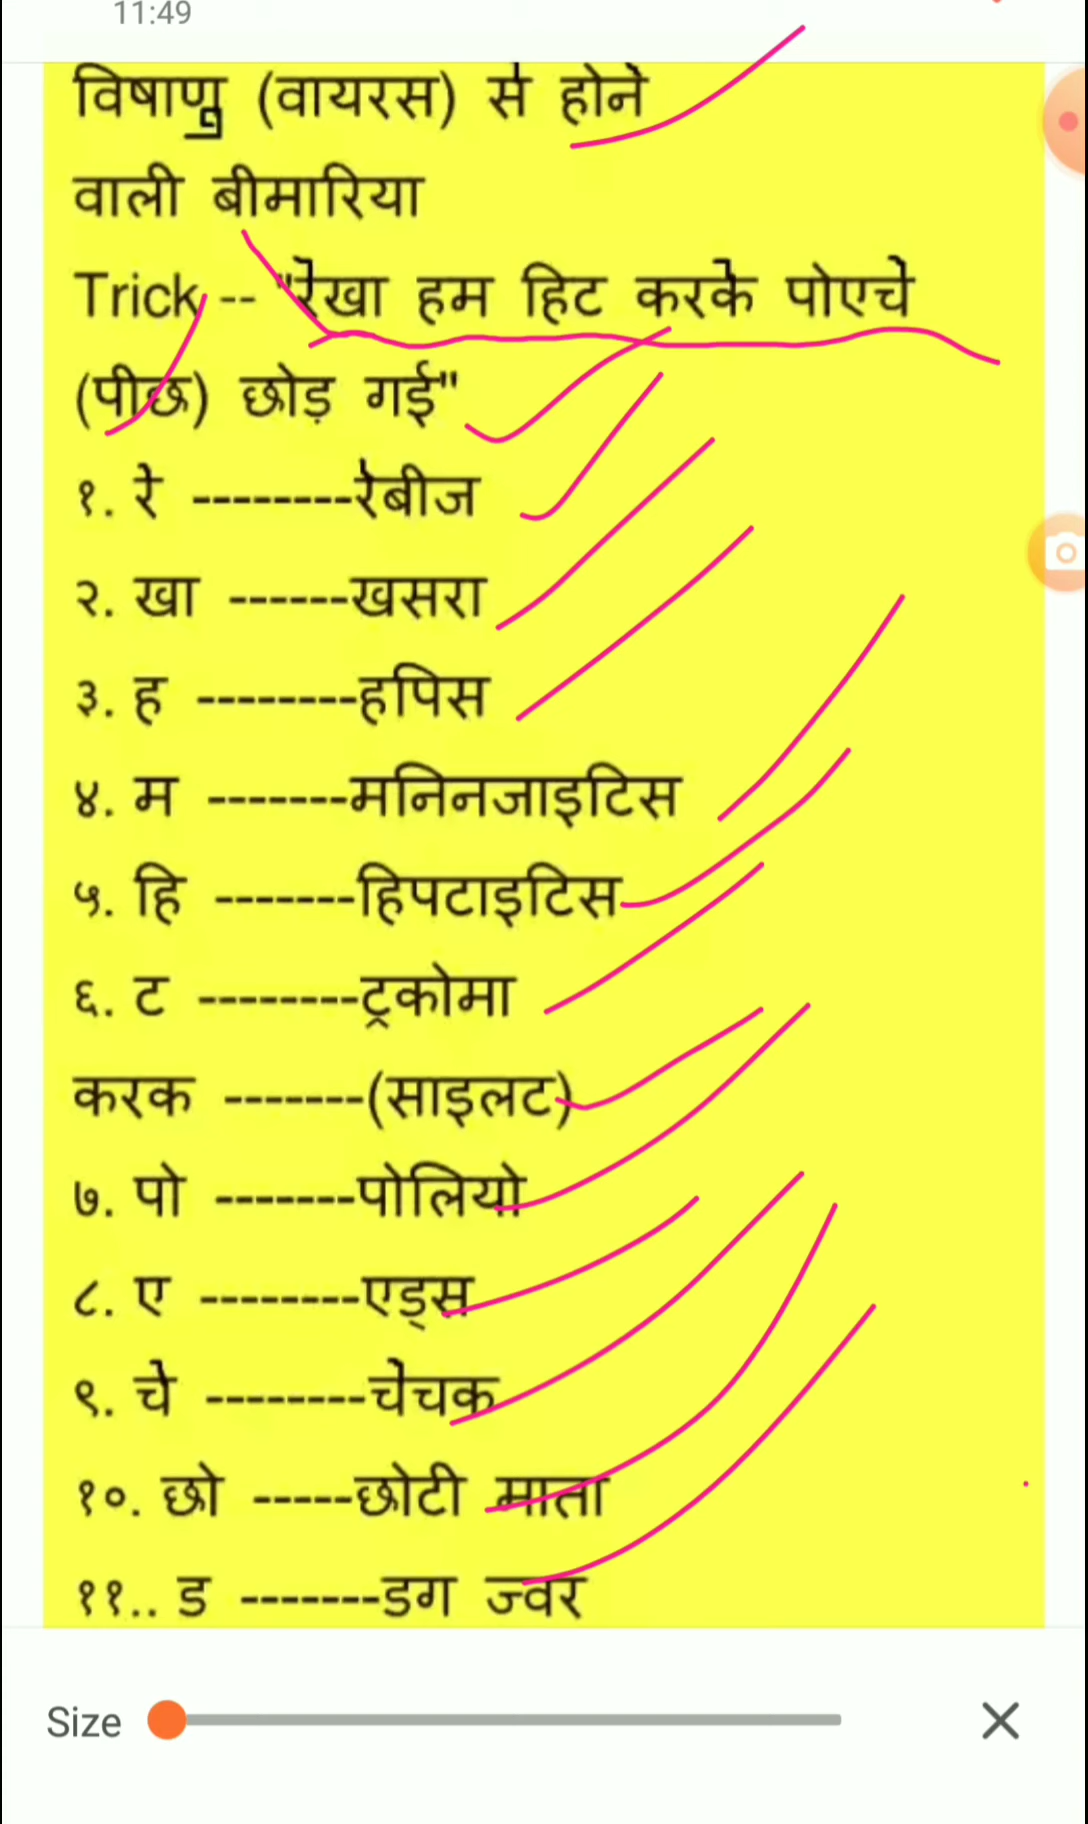 11:49
विषाणु (वायरस) से होने
वाली बीमारिया
Trick -- "रेखा हम हिट करके पोएचे
(पीछ) छोड़ गई"
१. रे --------रेबीज
२. खा ------खसरा
३. ह --------हपिस
४. म -------मनिनजाइटिस
५. हि -------हिपटाइटिस
६. ट --------ट्रकोमा
करक -------(साइलट)
७. पो -------पोलियो
८. ए --------एड्स
९. चे --------चेचक
१०. छो -----छोटी माता
११.. ड -------डग ज्वर
Size